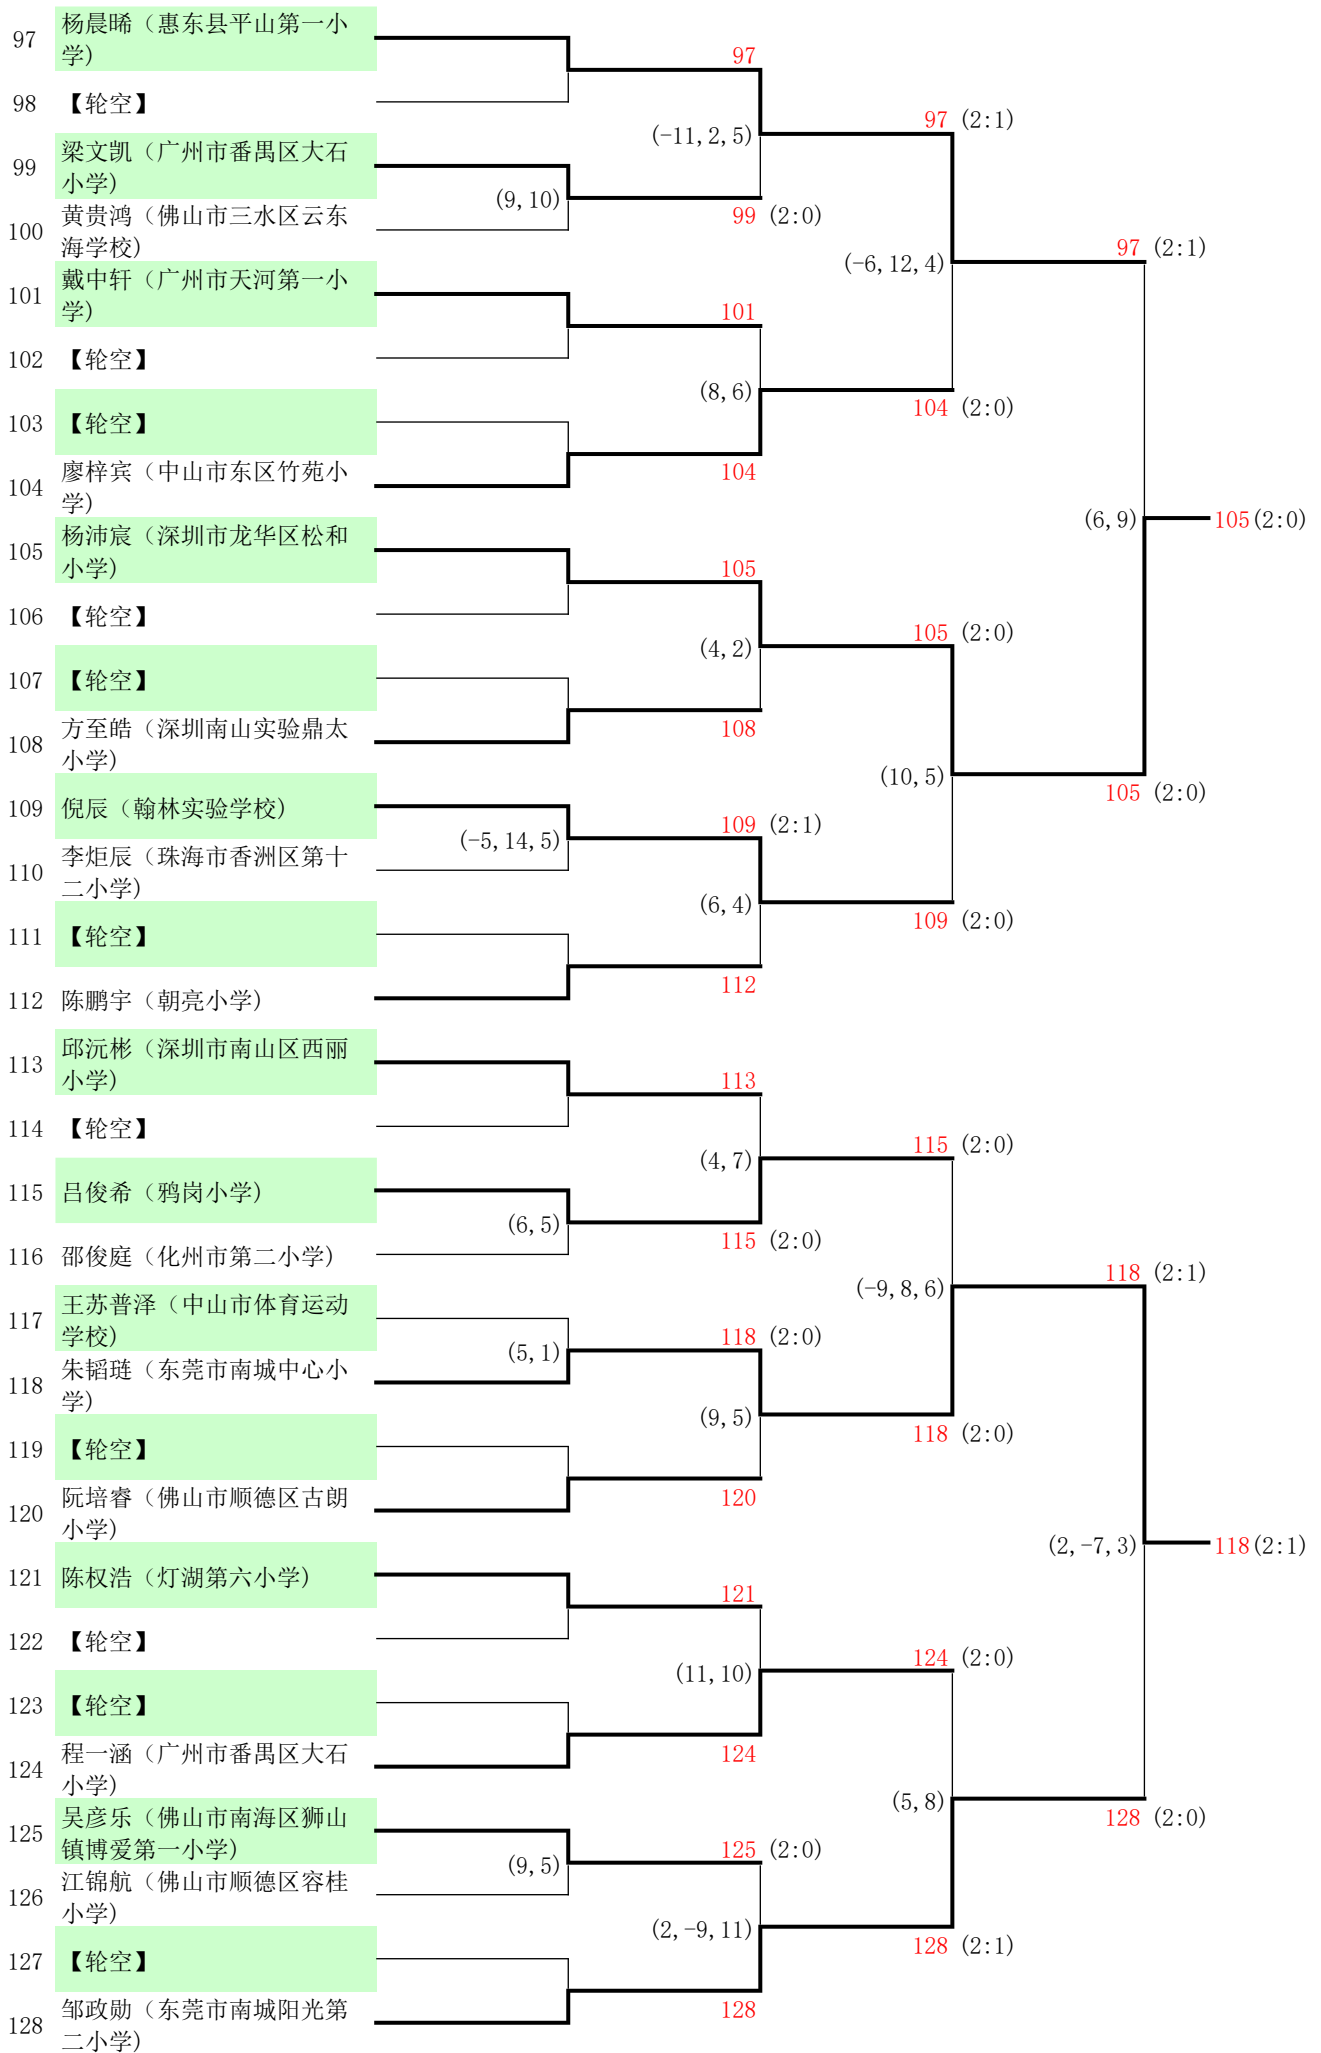 97
杨晨晞（惠东县平山第一小
学）
97
98
【轮空】
97 (2:1)
(-11,2,5)
99
梁文凯（广州市番禺区大石
小学）
(9,10)
99 (2:0)
100
黄贵鸿（佛山市三水区云东
海学校）
97 (2:1)
(-6,12,4)
101
戴中轩（广州市天河第一小
学）
101
102
【轮空】
(8,6)
104 (2:0)
103
【轮空】
104
104
廖梓宾（中山市东区竹苑小
学）
(6,9)
105(2:0)
105
杨沛宸（深圳市龙华区松和
小学）
105
106
【轮空】
105 (2:0)
(4,2)
107
【轮空】
108
108
方至皓（深圳南山实验鼎太
小学）
(10,5)
105 (2:0)
109
倪辰（翰林实验学校）
(-5,14,5)
109 (2:1)
110
李炬辰（珠海市香洲区第十
二小学）
(6,4)
109 (2:0)
111
【轮空】
112
112
陈鹏宇（朝亮小学）
113
邱沅彬（深圳市南山区西丽
小学）
113
114
【轮空】
115 (2:0)
(4,7)
115
吕俊希（鸦岗小学）
(6,5)
115 (2:0)
116
邵俊庭（化州市第二小学）
118 (2:1)
(-9,8,6)
117
王苏普泽（中山市体育运动
学校）
(5,1)
118 (2:0)
118
朱韬琏（东莞市南城中心小
学）
(9,5)
118 (2:0)
119
【轮空】
120
120
阮培睿（佛山市顺德区古朗
小学）
(2,-7,3)
118(2:1)
121
陈权浩（灯湖第六小学）
121
122
【轮空】
124 (2:0)
(11,10)
123
【轮空】
124
124
程一涵（广州市番禺区大石
小学）
(5,8)
128 (2:0)
125
吴彦乐（佛山市南海区狮山
镇博爱第一小学）
(9,5)
125 (2:0)
126
江锦航（佛山市顺德区容桂
小学）
(2,-9,11)
128 (2:1)
127
【轮空】
128
128
邹政勋（东莞市南城阳光第
二小学）